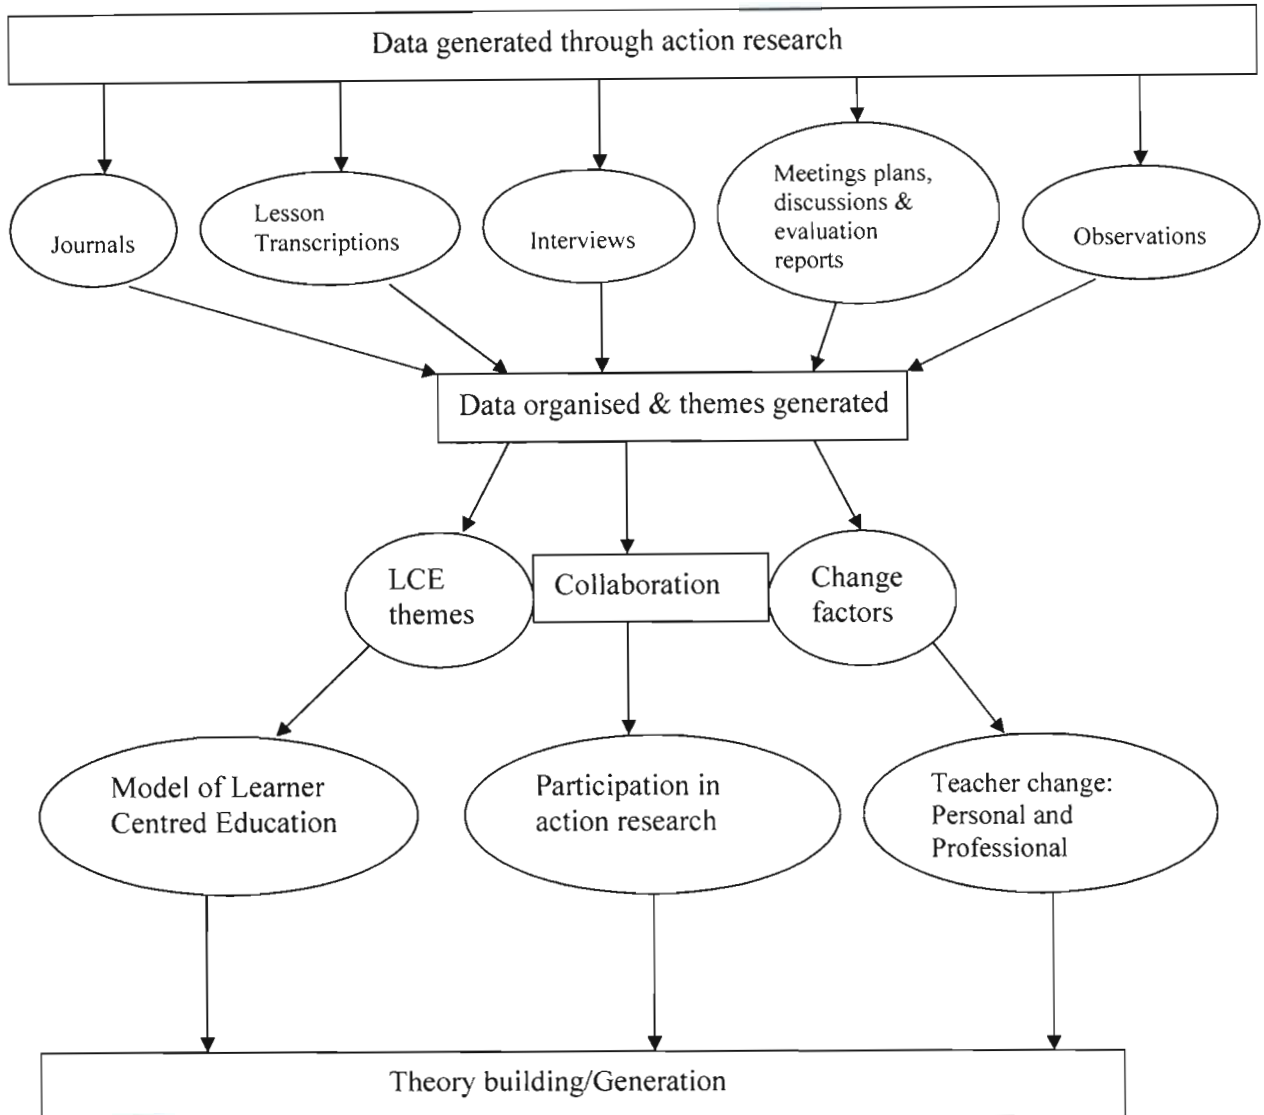 Data generated through action research
Journals
Lesson
Transcriptions
Interviews
Meetings plans,
discussions &
evaluation
reports
Observations
Data organised & themes generated
LCE
themes
Collaboration
Change
factors
Model of Learner
Centred Education
Participation in
action research
Teacher change:
Personal and
Professional
Theory building/Generation